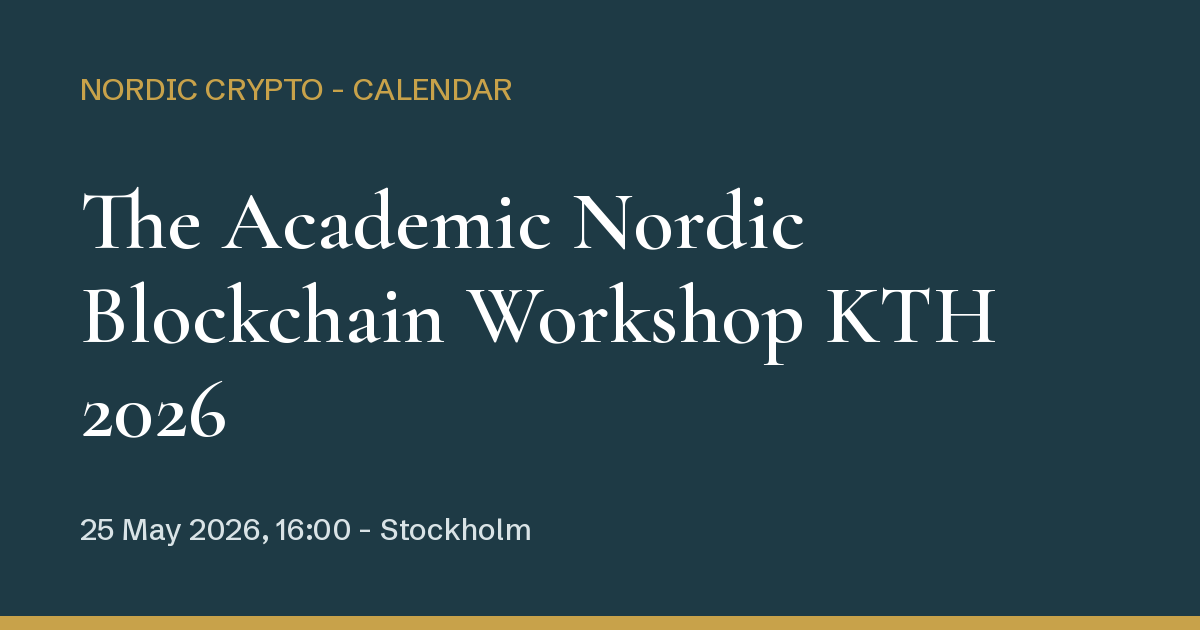 NORDIC CRYPTO - CALENDAR
The Academic Nordic
Blockchain Workshop KTH
2026
25 May 2026, 16:00 - Stockholm